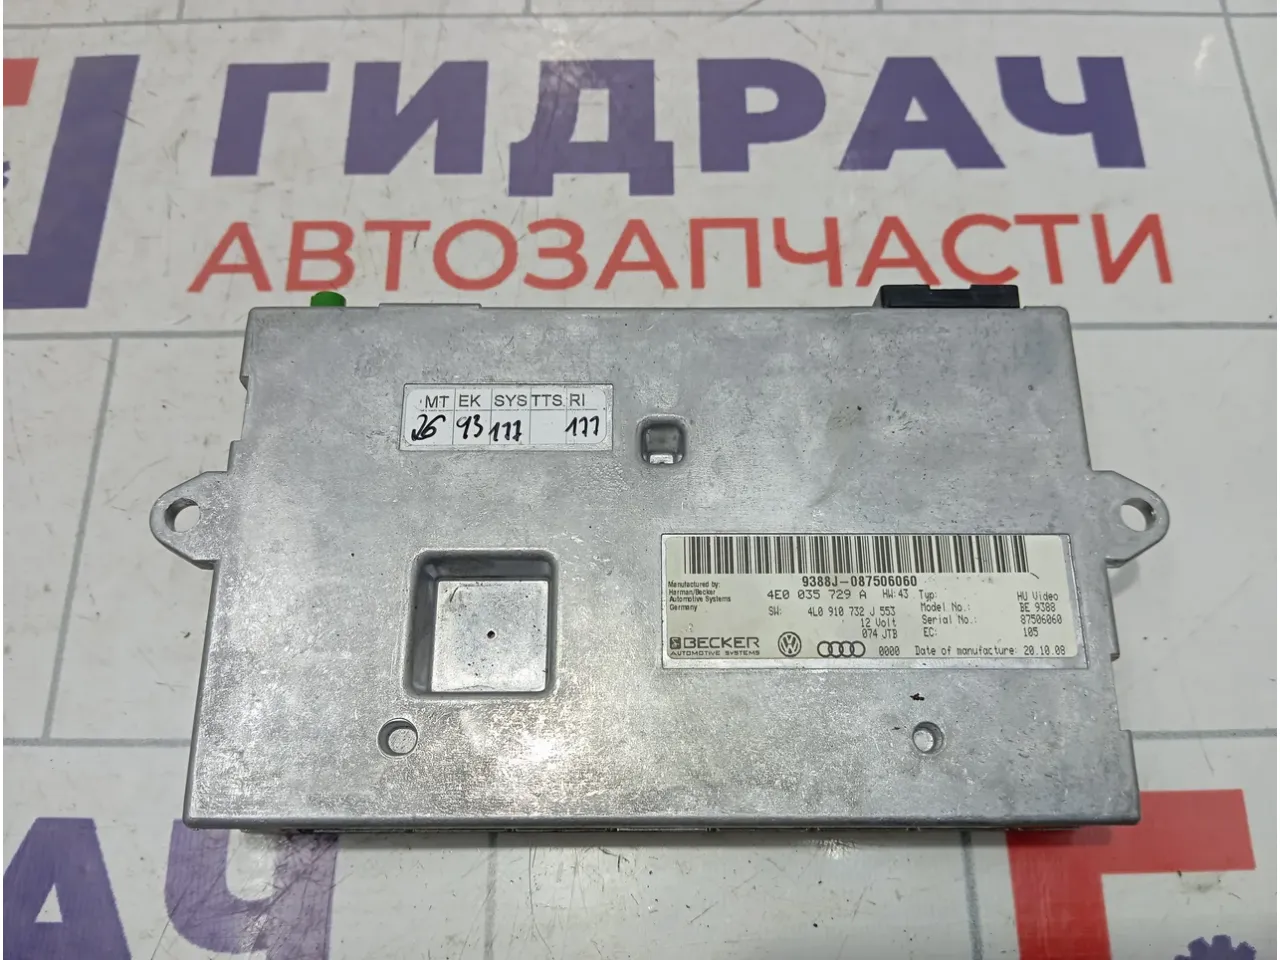 ГИДРАЧ
АВТОЗАПЧАСТИ
MT EK SYS TTS RI
26 93 111 111
9388J-087506060
Manufactured by:
Harman/Becker
Automotive Systems
Germany
4E0 035 729 A HW: 43 Typ: HU Video
SW: 4L0 910 732 J 553 Model No.: BE 9388
12 Volt Serial No.: 87506060
074 JTB EC: 105
BECKER
AUTOMOTIVE SYSTEMS
0000 Date of manufacture: 20.10.08
АЧ